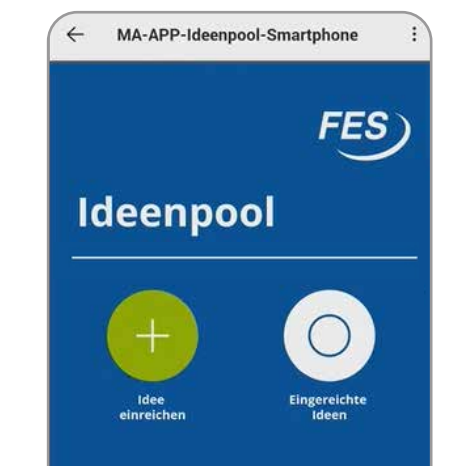 MA-APP-Ideenpool-Smartphone
FES
Ideenpool
Idee
einreichen
Eingereichte
Ideen